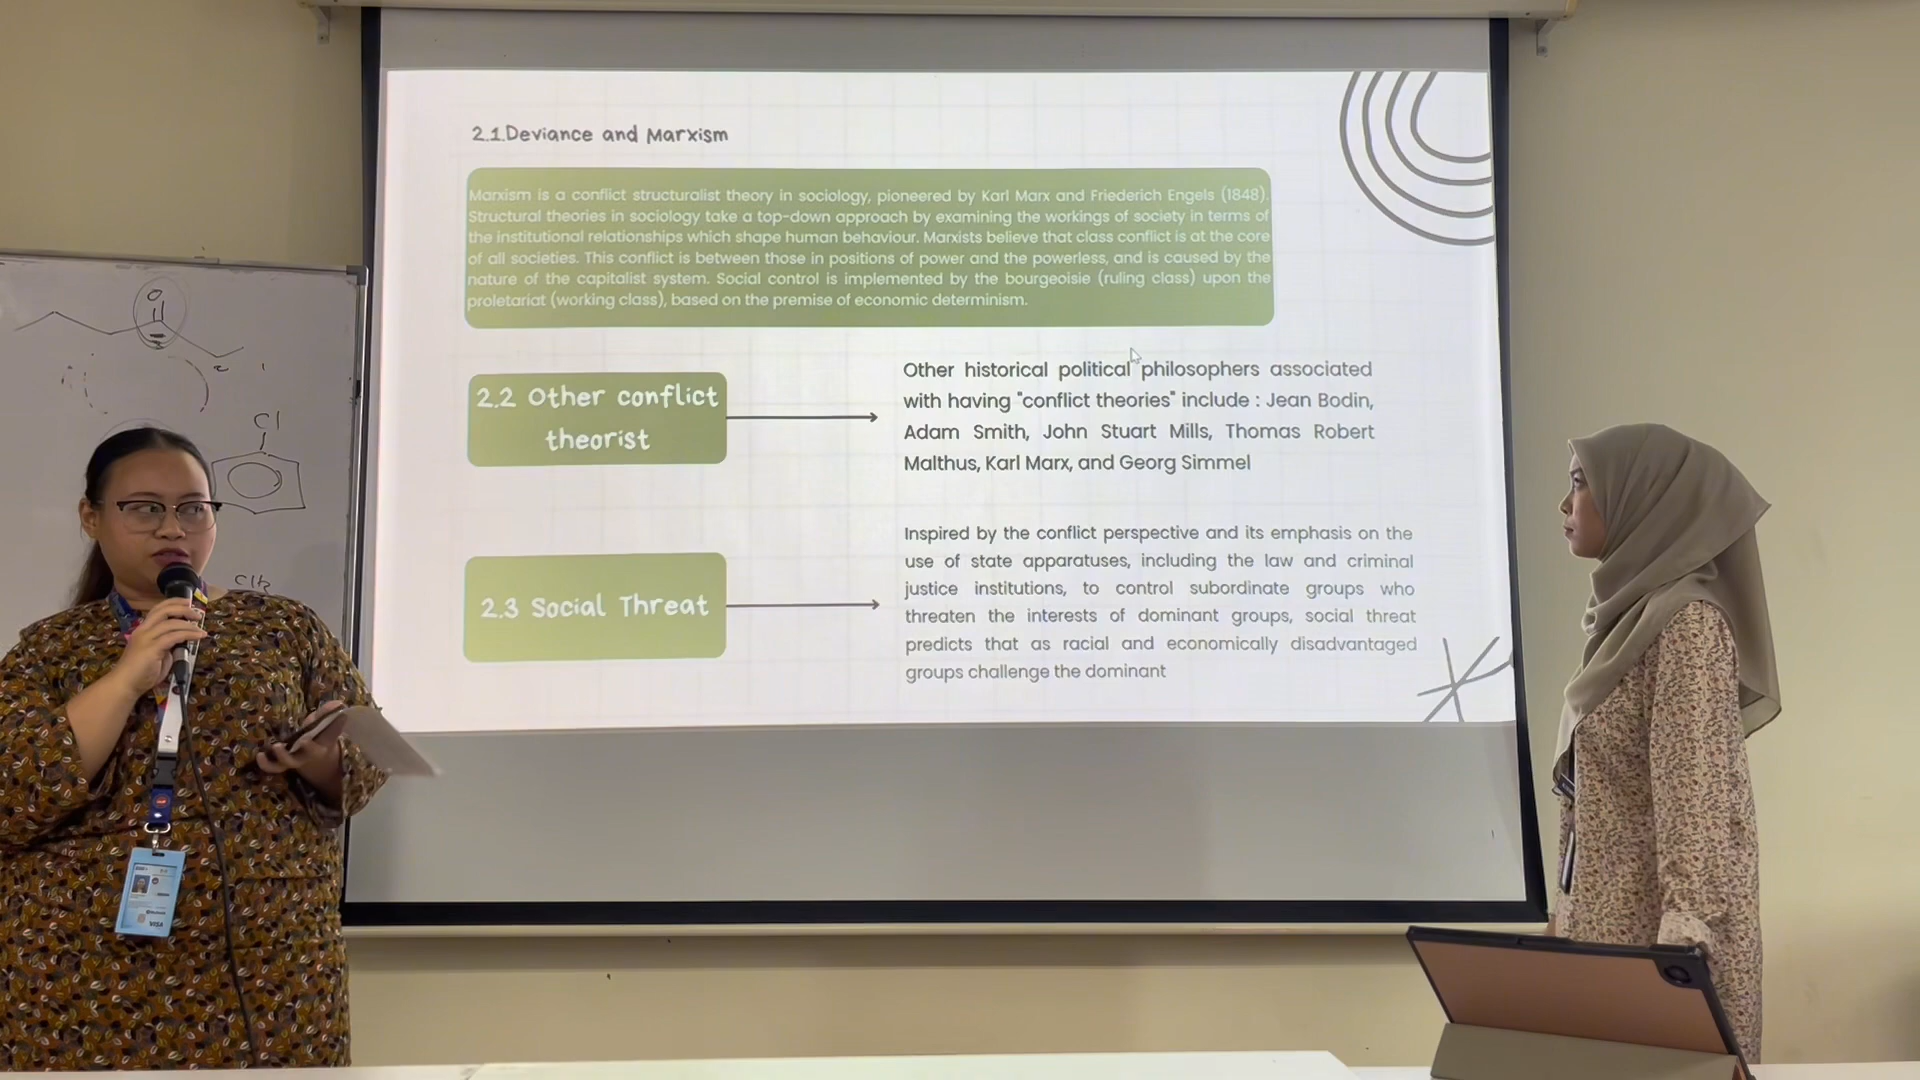 2.1.Deviance and Marxism
Marxism is a conflict structuralist theory in sociology, pioneered by Karl Marx and Friederich Engels (1848).
Structural theories in sociology take a top-down approach by examining the workings of society in terms of
the institutional relationships which shape human behaviour. Marxists believe that class conflict is at the core
of all societies. This conflict is between those in positions of power and the powerless, and is caused by the
nature of the capitalist system. Social control is implemented by the bourgeoisie (ruling class) upon the
proletariat (working class), based on the premise of economic determinism.
2.2 Other conflict
theorist
Other historical political philosophers associated
with having "conflict theories" include : Jean Bodin,
Adam Smith, John Stuart Mills, Thomas Robert
Malthus, Karl Marx, and Georg Simmel
2.3 Social Threat
Inspired by the conflict perspective and its emphasis on the
use of state apparatuses, including the law and criminal
justice institutions, to control subordinate groups who
threaten the interests of dominant groups, social threat
predicts that as racial and economically disadvantaged
groups challenge the dominant
O
Cl
VISA